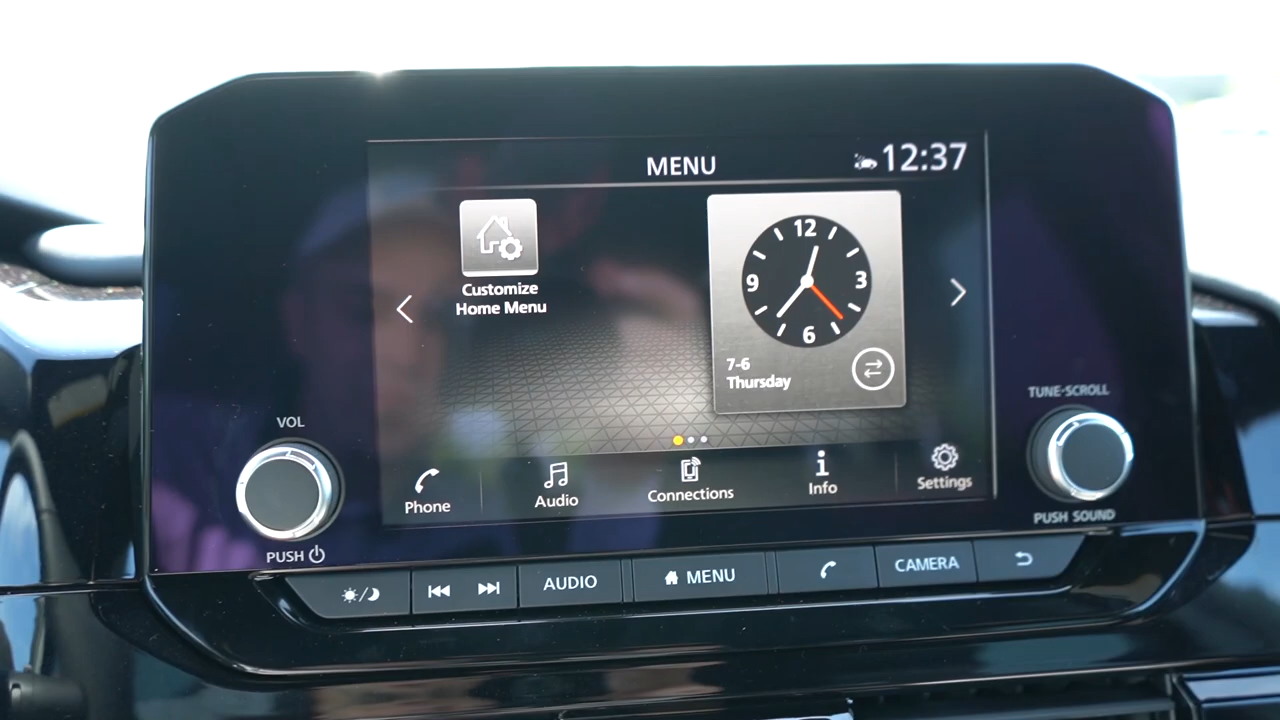 MENU
12:37
Customize
Home Menu
12
9
3
6
7-6
Thursday
Phone
Audio
Connections
Info
Settings
VOL
PUSH
TUNE·SCROLL
PUSH SOUND
AUDIO
MENU
CAMERA